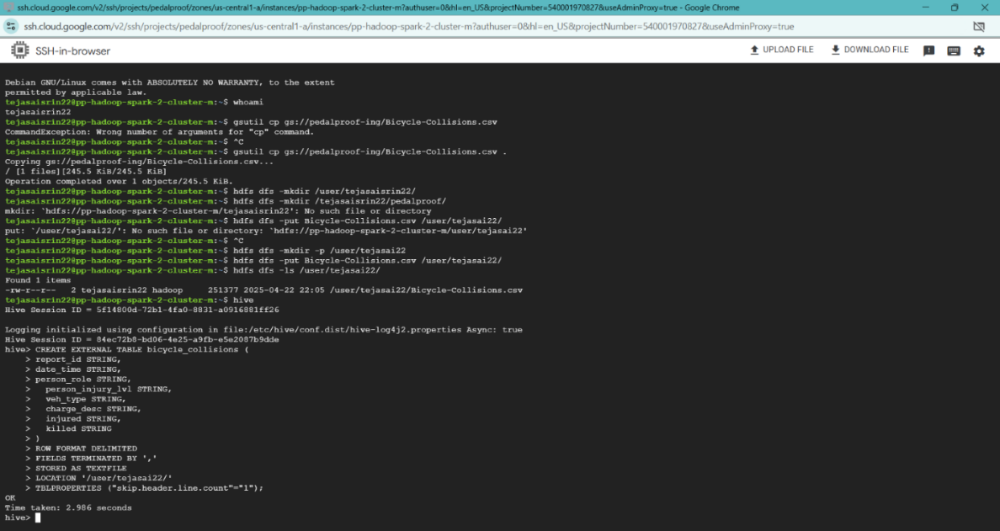 ssh.cloud.google.com/v2/ssh/projects/pedalproof/zones/us-central1-a/instances/pp-hadoop-spark-2-cluster-m?authuser=0&hl=en_US&projectNumber=540001970827&useAdminProxy=true - Google Chrome
ssh.cloud.google.com/v2/ssh/projects/pedalproof/zones/us-central1-a/instances/pp-hadoop-spark-2-cluster-m?authuser=0&hl=en_US&projectNumber=540001970827&useAdminProxy=true
SSH-in-browser UPLOAD FILE DOWNLOAD FILE
Debian GNU/Linux comes with ABSOLUTELY NO WARRANTY, to the extent
permitted by applicable law.
tejasaisrin22@pp-hadoop-spark-2-cluster-m:~$ whoami
tejasaisrin22
tejasaisrin22@pp-hadoop-spark-2-cluster-m:~$ gsutil cp gs://pedalproof-ing/Bicycle-Collisions.csv
CommandException: Wrong number of arguments for "cp" command.
tejasaisrin22@pp-hadoop-spark-2-cluster-m:~$ ^C
tejasaisrin22@pp-hadoop-spark-2-cluster-m:~$ gsutil cp gs://pedalproof-ing/Bicycle-Collisions.csv .
Copying gs://pedalproof-ing/Bicycle-Collisions.csv...
/ [1 files][245.5 KiB/245.5 KiB]
Operation completed over 1 objects/245.5 KiB.
tejasaisrin22@pp-hadoop-spark-2-cluster-m:~$ hdfs dfs -mkdir /user/tejasaisrin22/
tejasaisrin22@pp-hadoop-spark-2-cluster-m:~$ hdfs dfs -mkdir /tejasaisrin22/pedalproof/
mkdir: `hdfs://pp-hadoop-spark-2-cluster-m/tejasaisrin22': No such file or directory
tejasaisrin22@pp-hadoop-spark-2-cluster-m:~$ hdfs dfs -put Bicycle-Collisions.csv /user/tejasai22/
put: `/user/tejasai22/': No such file or directory: `hdfs://pp-hadoop-spark-2-cluster-m/user/tejasai22'
tejasaisrin22@pp-hadoop-spark-2-cluster-m:~$ ^C
tejasaisrin22@pp-hadoop-spark-2-cluster-m:~$ hdfs dfs -mkdir -p /user/tejasai22
tejasaisrin22@pp-hadoop-spark-2-cluster-m:~$ hdfs dfs -put Bicycle-Collisions.csv /user/tejasai22/
tejasaisrin22@pp-hadoop-spark-2-cluster-m:~$ hdfs dfs -ls /user/tejasai22/
Found 1 items
-rw-r--r--   2 tejasaisrin22 hadoop     251377 2025-04-22 22:05 /user/tejasai22/Bicycle-Collisions.csv
tejasaisrin22@pp-hadoop-spark-2-cluster-m:~$ hive
Hive Session ID = 5f14800d-72b1-4fa0-8831-a0916881ff26
Logging initialized using configuration in file:/etc/hive/conf.dist/hive-log4j2.properties Async: true
Hive Session ID = 84ec72b8-bd06-4e25-a9fb-e5e2087b9dde
hive> CREATE EXTERNAL TABLE bicycle_collisions (
    > report_id STRING,
    > date_time STRING,
    > person_role STRING,
    >   person_injury_lvl STRING,
    >   veh_type STRING,
    >   charge_desc STRING,
    >   injured STRING,
    >   killed STRING
    > )
    > ROW FORMAT DELIMITED
    > FIELDS TERMINATED BY ','
    > STORED AS TEXTFILE
    > LOCATION '/user/tejasai22/'
    > TBLPROPERTIES ("skip.header.line.count"="1");
OK
Time taken: 2.986 seconds
hive>